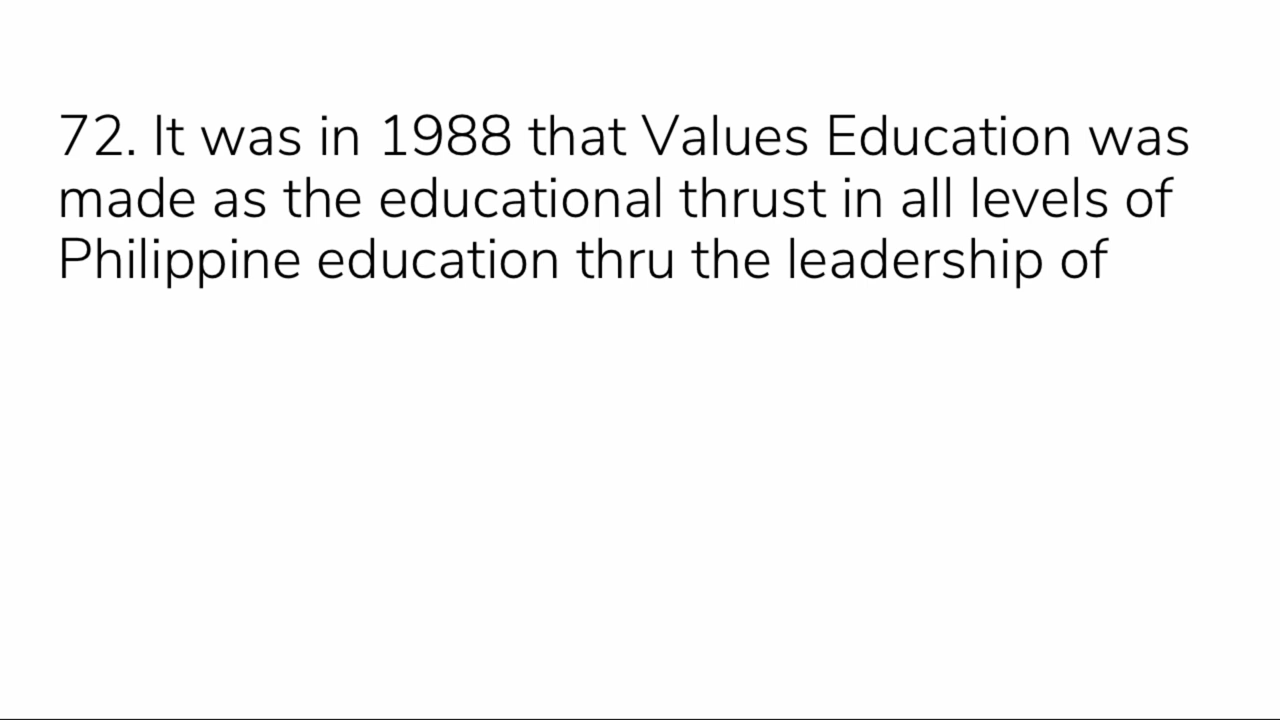 72. It was in 1988 that Values Education was
made as the educational thrust in all levels of
Philippine education thru the leadership of